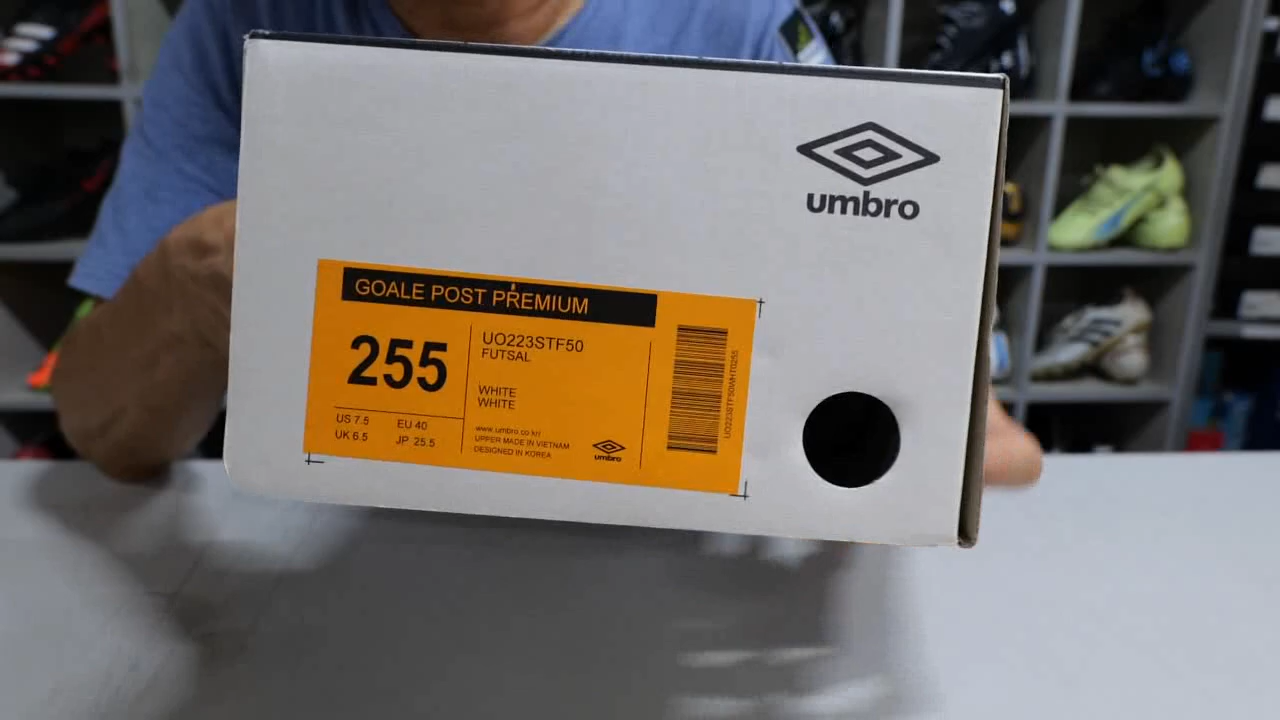 umbro
GOALE POST PREMIUM
255
US 7.5
EU 40
UK 6.5
JP 25.5
UO223STF50
FUTSAL
WHITE
WHITE
www.umbro.co.kr/
UPPER MADE IN VIETNAM
DESIGNED IN KOREA
umbro
UO223STF50WHT0255